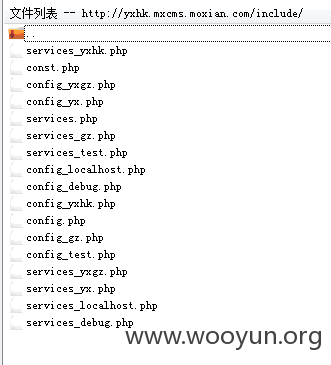 文件列表 -- http://yxhk.mxcms.moxian.com/include/
..
services_yxhk.php
const.php
config_yxgz.php
config_yx.php
services.php
services_gz.php
services_test.php
config_localhost.php
config_debug.php
config_yxhk.php
config.php
config_gz.php
config_test.php
services_yxgz.php
services_yx.php
services_localhost.php
services_debug.php
www.wooyun.org